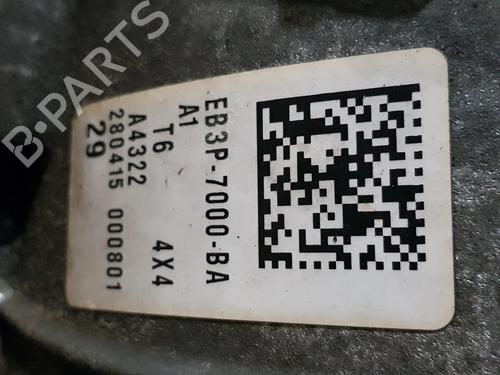 EB3P-7000-BA
A1
T6 4X4
A4322
280415 000801
29
B-PARTS